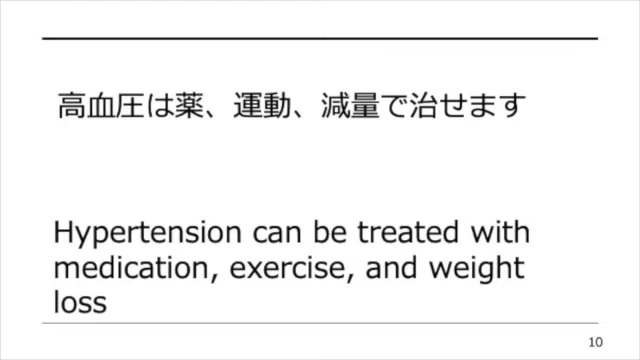 高血圧は薬、運動、減量で治せます
Hypertension can be treated with
medication, exercise, and weight
loss
10